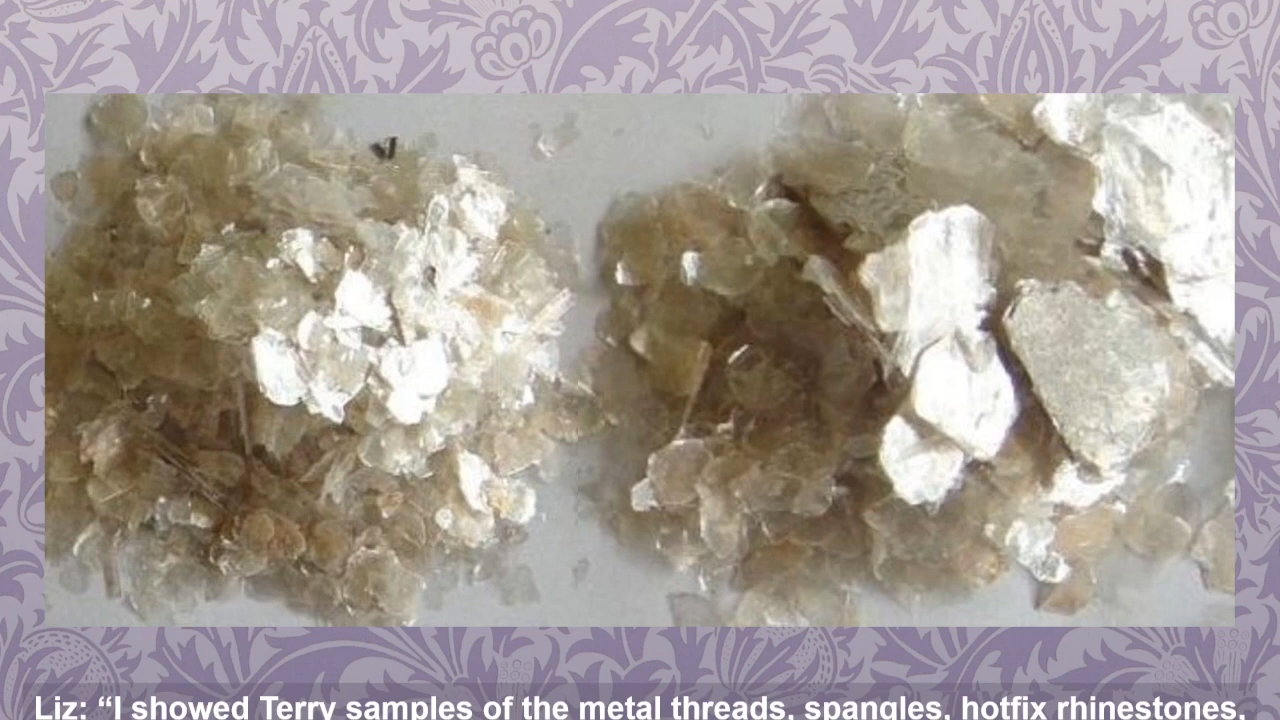 Liz: “I showed Terry samples of the metal threads, spangles, hotfix rhinestones,